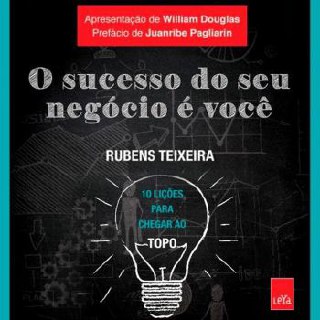 Apresentação de William Douglas
Prefácio de Juanribe Pagliarin
O sucesso do seu
negócio é você
RUBENS TEIXEIRA
10 LIÇÕES
PARA
CHEGAR AO
TOPO
LeYa